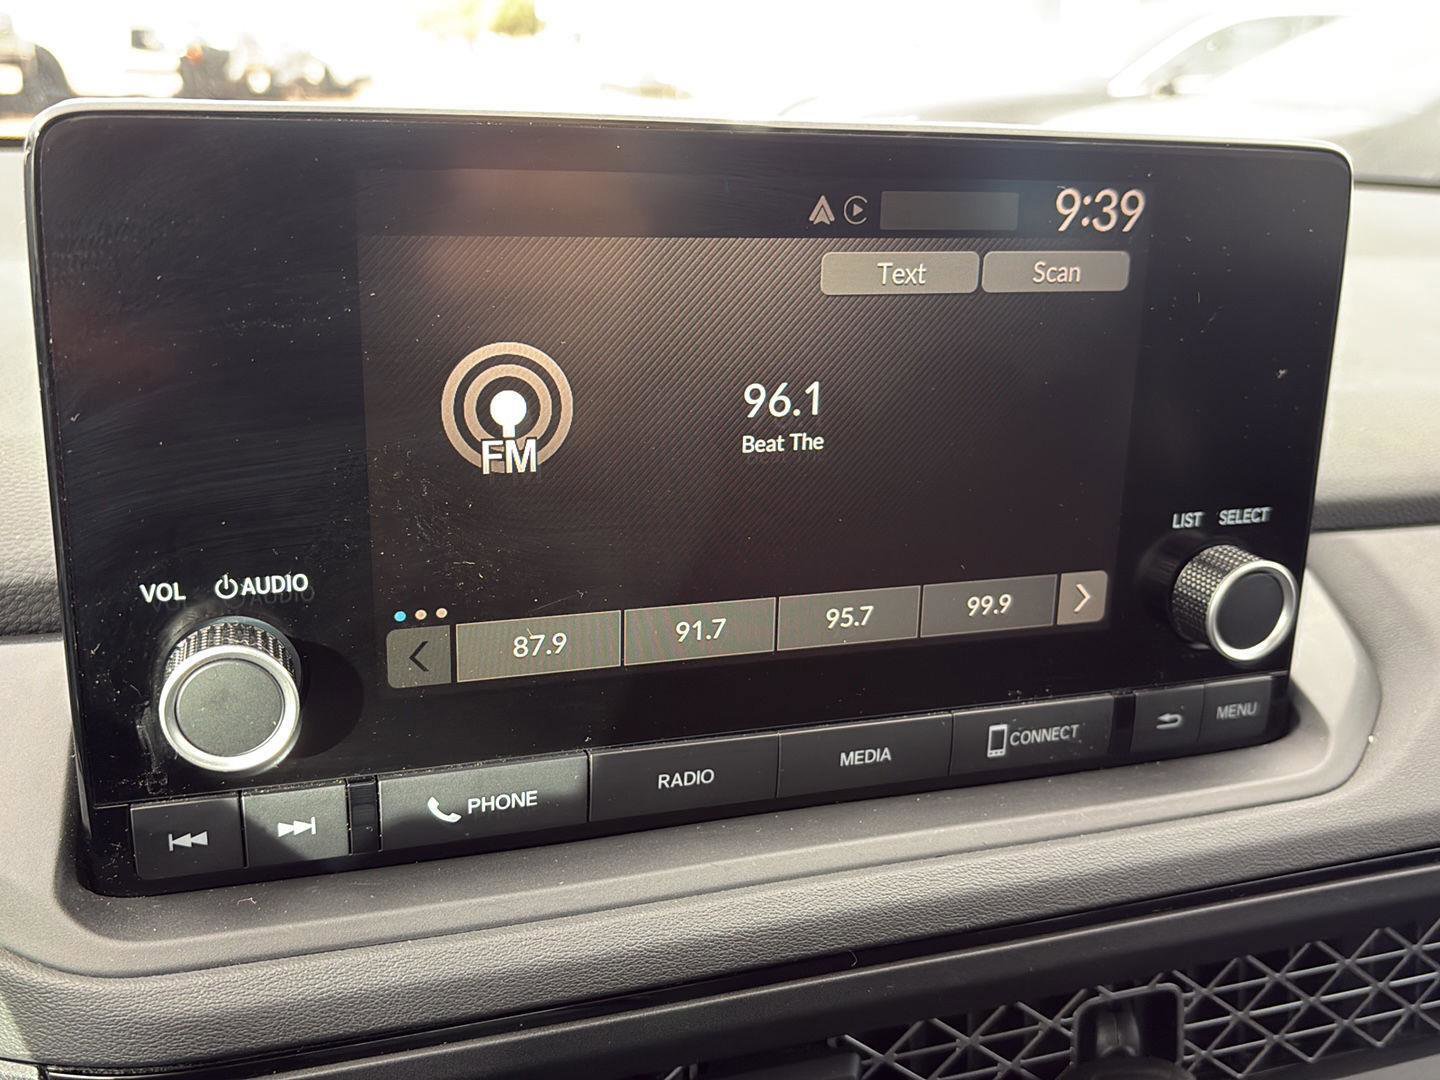 9:39
Text Scan
FM
96.1
Beat The
LIST SELECT
VOL AUDIO
87.9 91.7 95.7 99.9
PHONE RADIO MEDIA CONNECT MENU